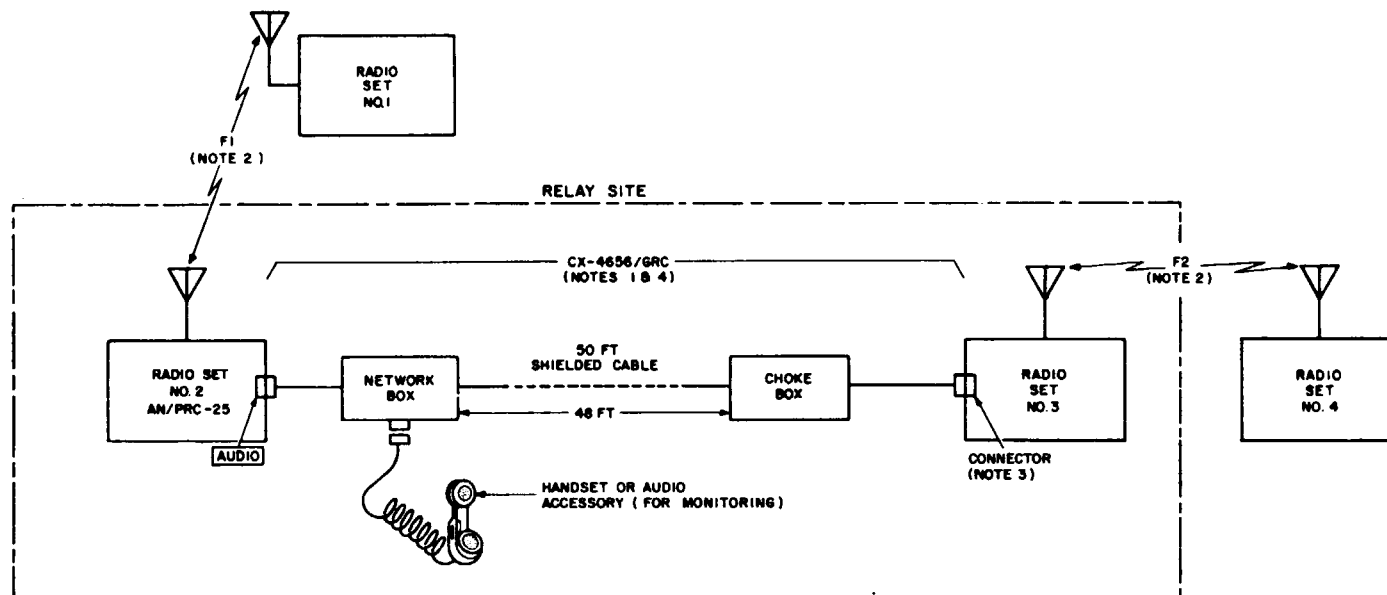 RADIO
SET
NO.1
F1
(NOTE 2)
RELAY SITE
CX-4656/GRC
(NOTES 1 & 4)
F2
(NOTE 2)
RADIO SET
NO. 2
AN/PRC-25
NETWORK
BOX
50 FT
SHIELDED CABLE
CHOKE
BOX
RADIO
SET
NO.3
RADIO
SET
NO. 4
48 FT
AUDIO
CONNECTOR
(NOTE 3)
HANDSET OR AUDIO
ACCESSORY (FOR MONITORING)